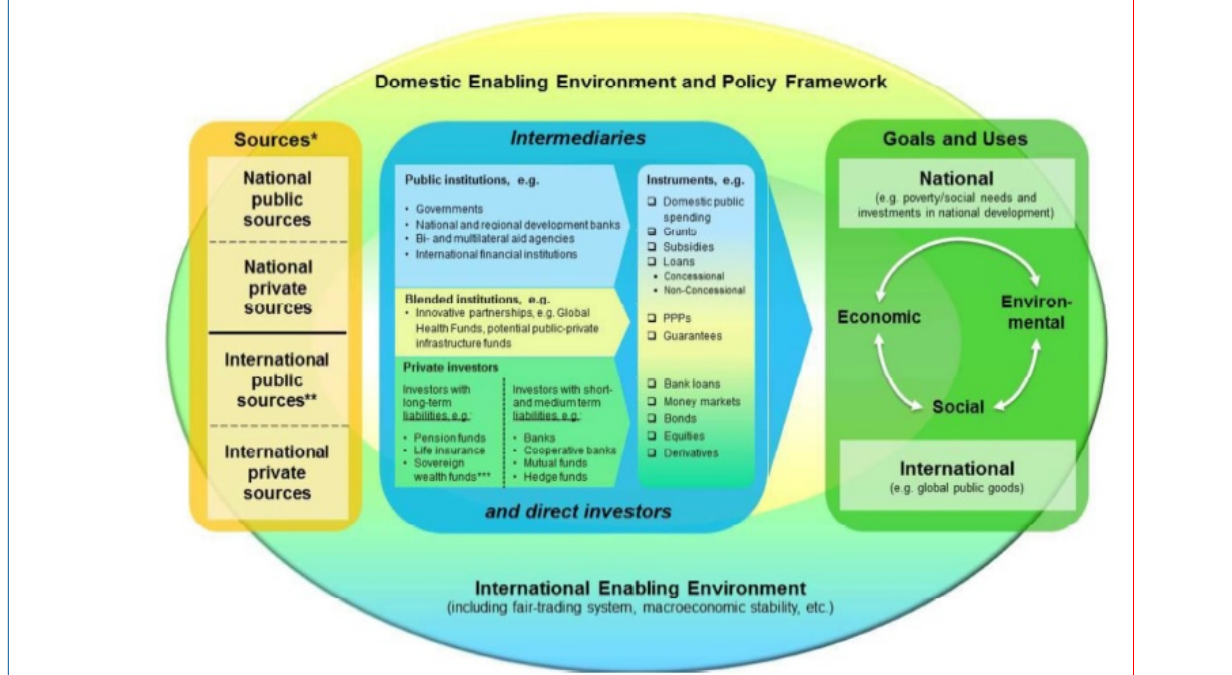 Domestic Enabling Environment and Policy Framework
Sources*
National
public
sources
National
private
sources
International
public
sources**
International
private
sources
Intermediaries
Public institutions, e.g.
• Governments
• National and regional development banks
• Bi- and multilateral aid agencies
• International financial institutions
Blended institutions, e.g.
• Innovative partnerships, e.g. Global
Health Funds, potential public-private
infrastructure funds
Private investors
Investors with
long-term
liabilities, e.g.:
• Pension funds
• Life insurance
• Sovereign
wealth funds***
Investors with short-
and medium term
liabilities, e.g.:
• Banks
• Cooperative banks
• Mutual funds
• Hedge funds
Instruments, e.g.
❑ Domestic public
spending
❑ Grants
❑ Subsidies
❑ Loans
• Concessional
• Non-Concessional
❑ PPPs
❑ Guarantees
❑ Bank loans
❑ Money markets
❑ Bonds
❑ Equities
❑ Derivatives
and direct investors
Goals and Uses
National
(e.g. poverty/social needs and
investments in national development)
Economic
Environ-
mental
Social
International
(e.g. global public goods)
International Enabling Environment
(including fair-trading system, macroeconomic stability, etc.)